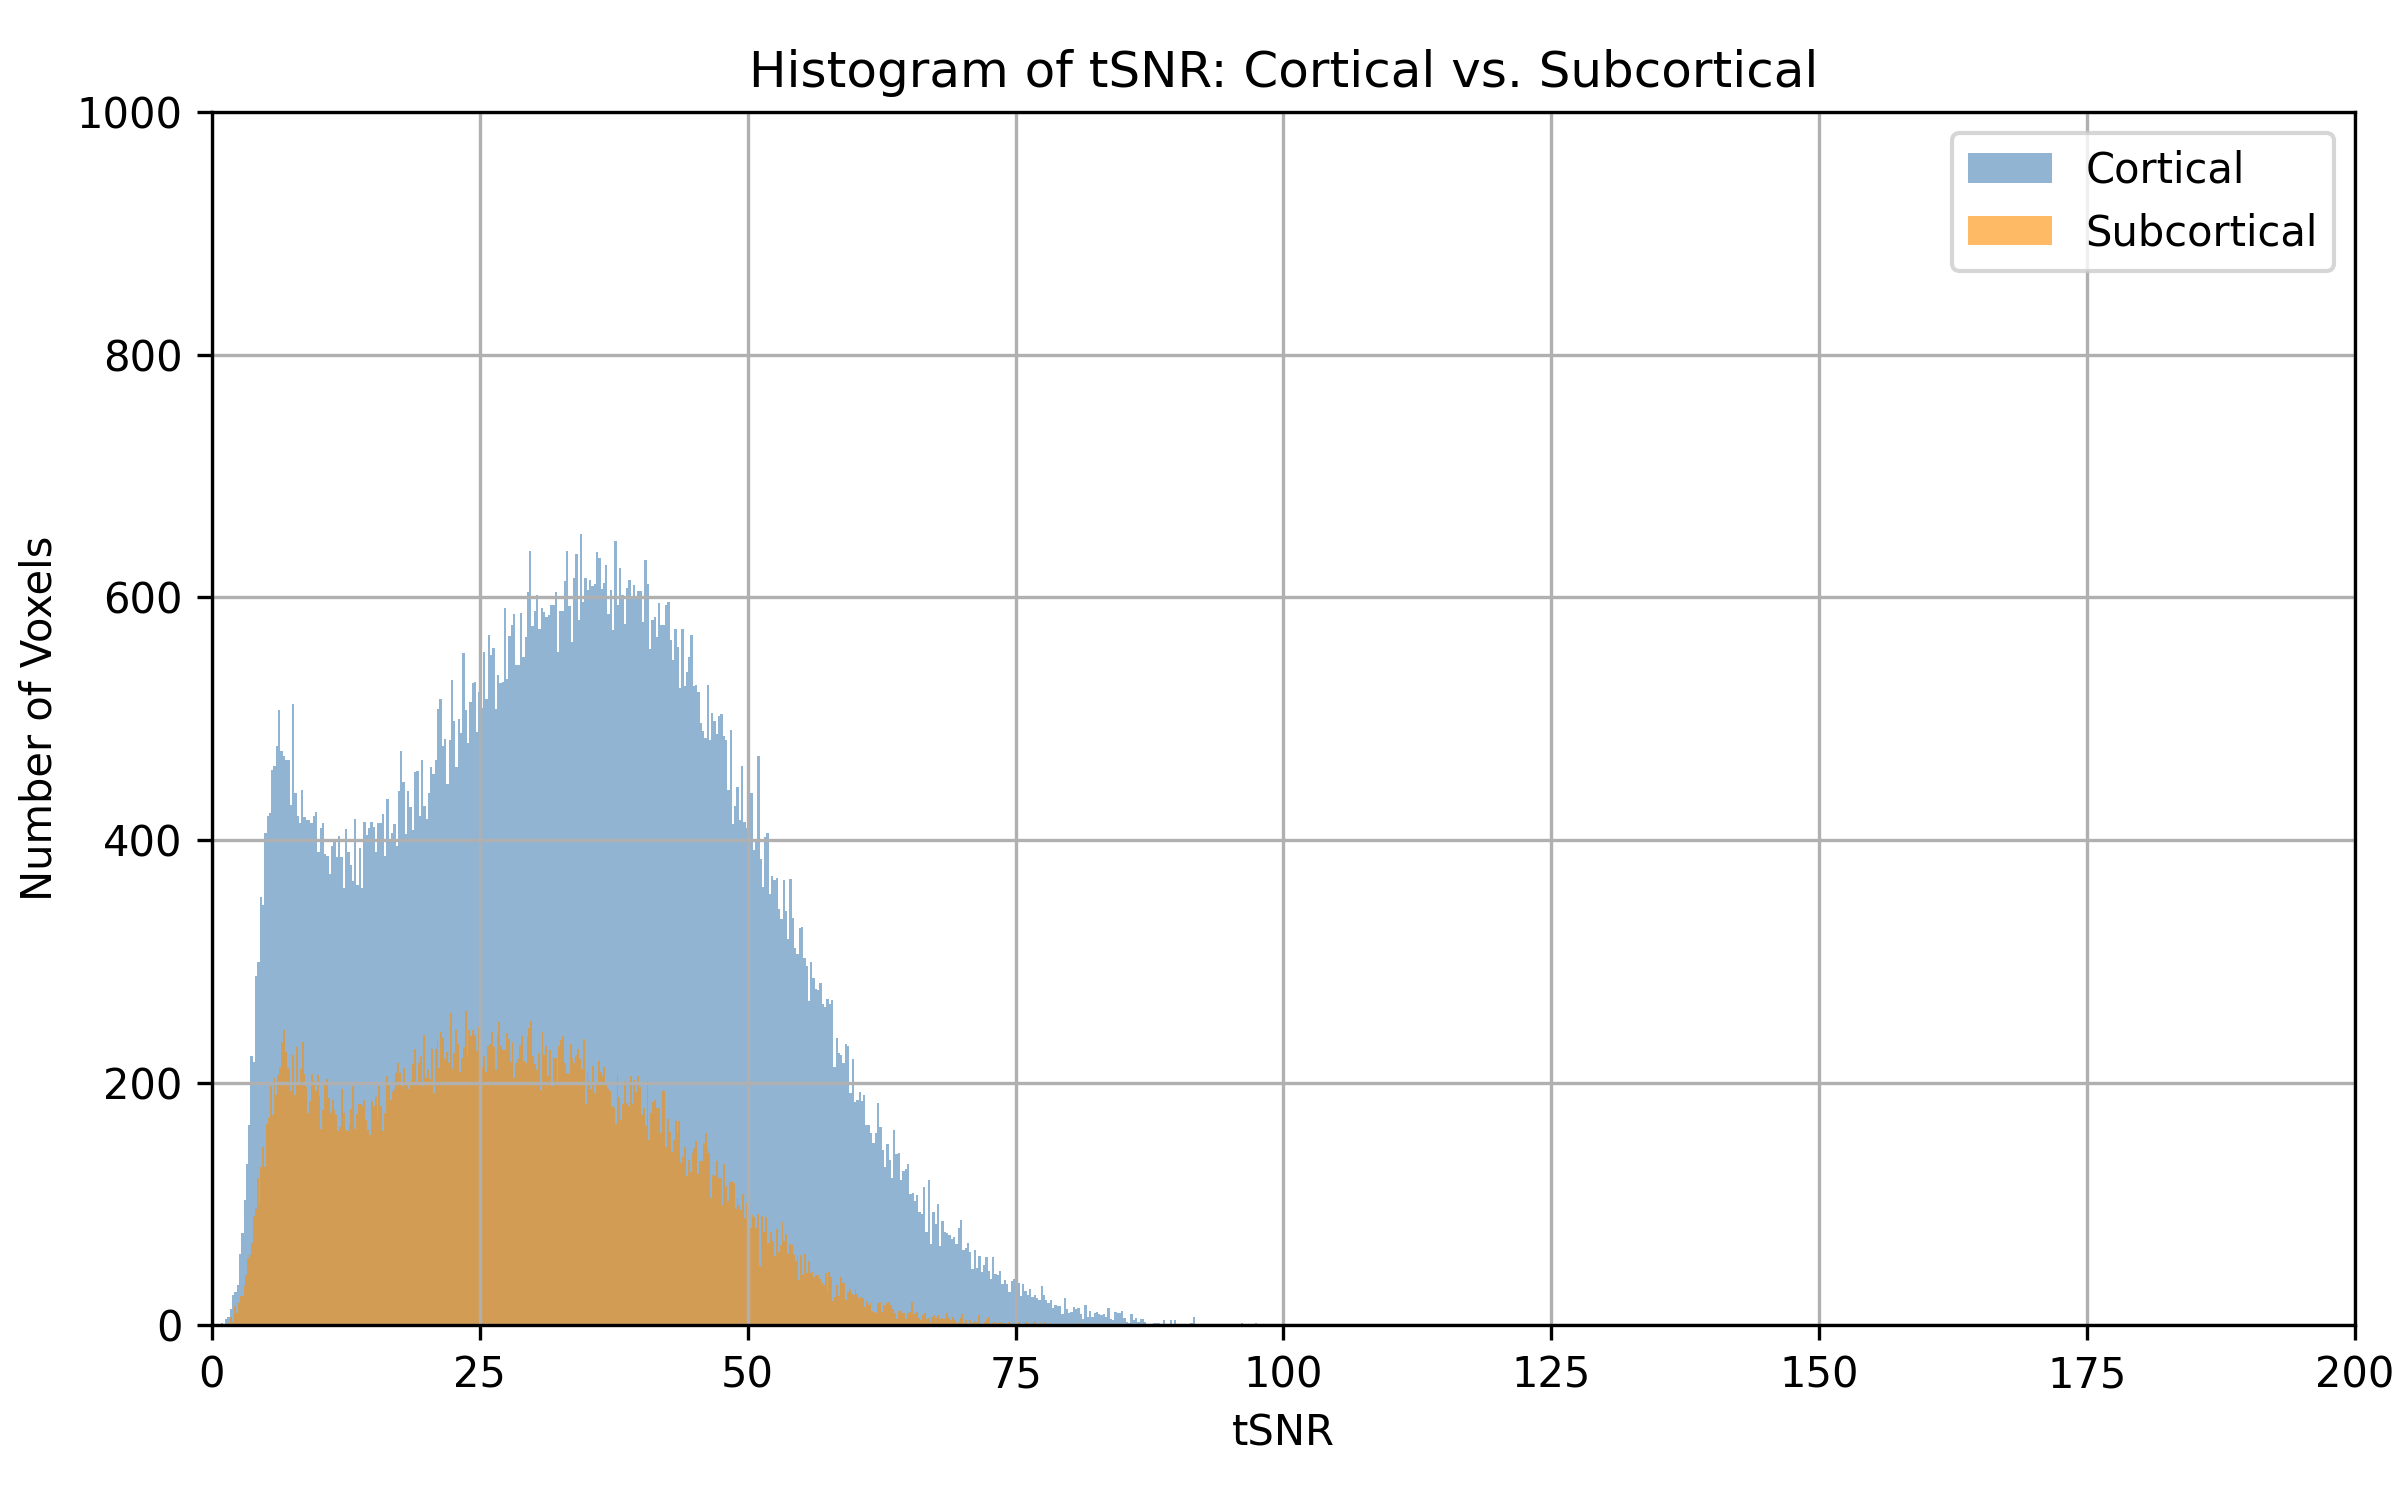 Histogram of tSNR: Cortical vs. Subcortical
Cortical
Subcortical
Number of Voxels
1000
800
600
400
200
0
0 25 50 75 100 125 150 175 200
tSNR